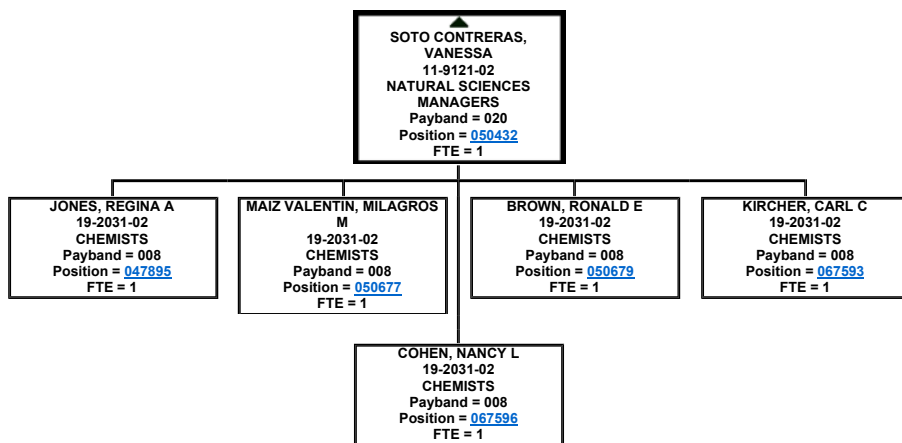 SOTO CONTRERAS,
VANESSA
11-9121-02
NATURAL SCIENCES
MANAGERS
Payband = 020
Position = 050432
FTE = 1
JONES, REGINA A
19-2031-02
CHEMISTS
Payband = 008
Position = 047895
FTE = 1
MAIZ VALENTIN, MILAGROS
M
19-2031-02
CHEMISTS
Payband = 008
Position = 050677
FTE = 1
BROWN, RONALD E
19-2031-02
CHEMISTS
Payband = 008
Position = 050679
FTE = 1
KIRCHER, CARL C
19-2031-02
CHEMISTS
Payband = 008
Position = 067593
FTE = 1
COHEN, NANCY L
19-2031-02
CHEMISTS
Payband = 008
Position = 067596
FTE = 1